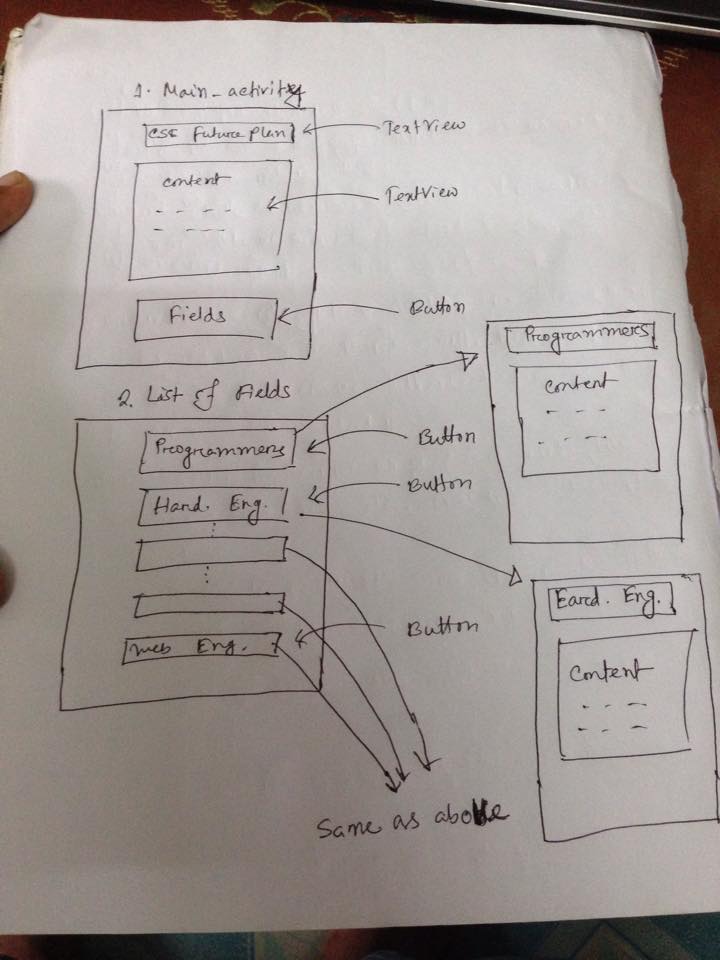 1. Main_activity
CSE Future Plan
TextView
content
TextView
Fields
Button
2. List of Fields
Programmers
Button
Hard. Eng.
Button
Web Eng.
Button
Programmers
content
Eard. Eng.
Content
Same as above